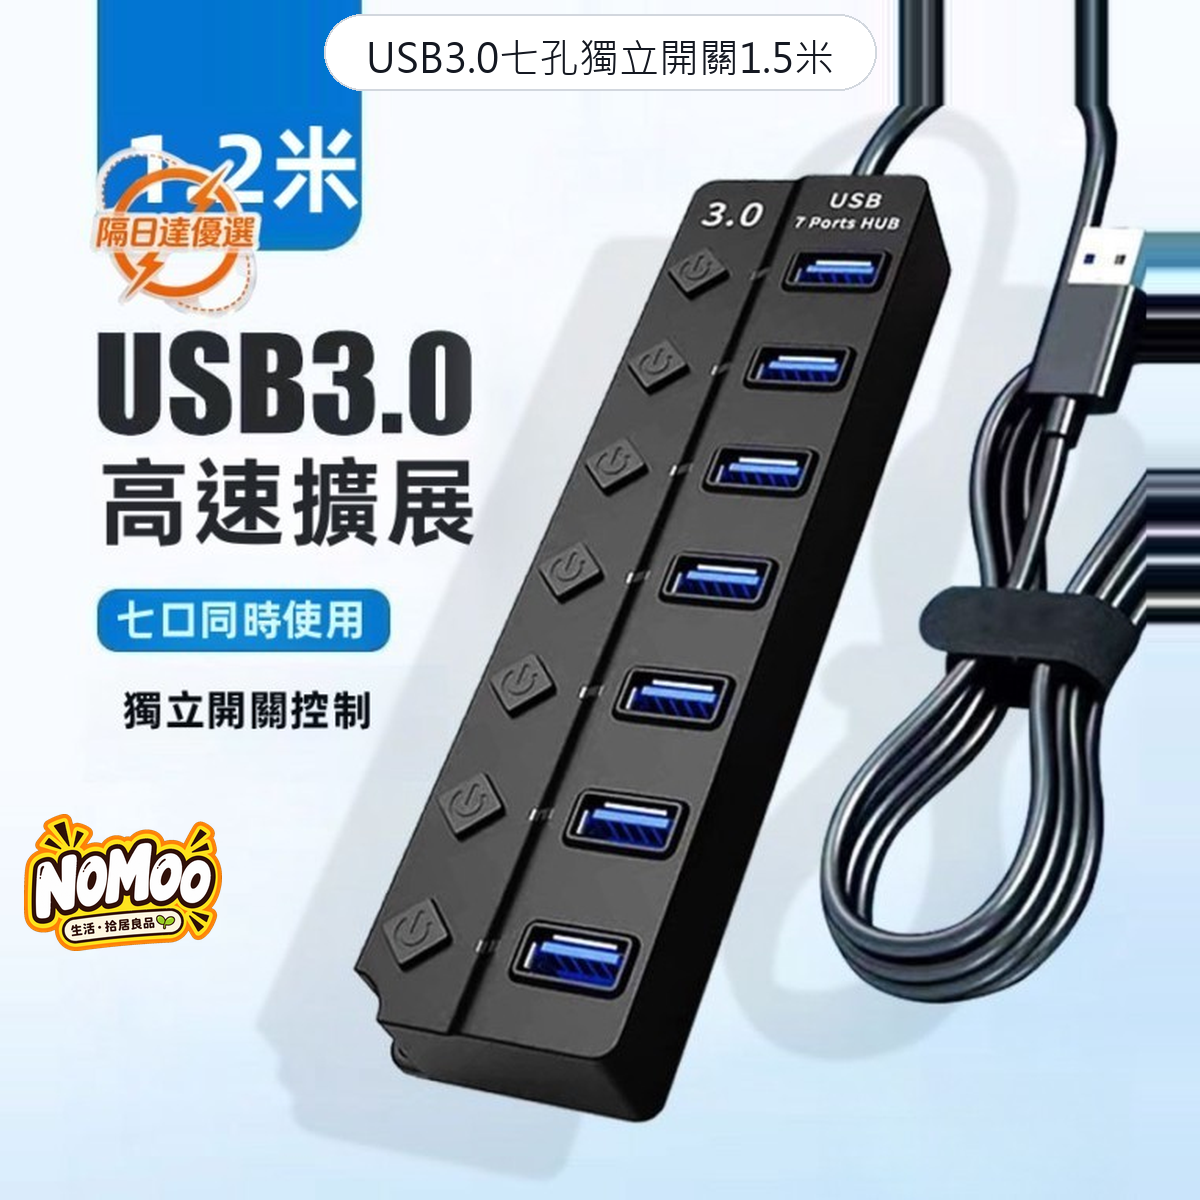 USB3.0七孔獨立開關1.5米
1.2米
隔日達優選
USB3.0
高速擴展
七口同時使用
獨立開關控制
NOMOO
生活·拾居良品
3.0
USB
7 Ports HUB